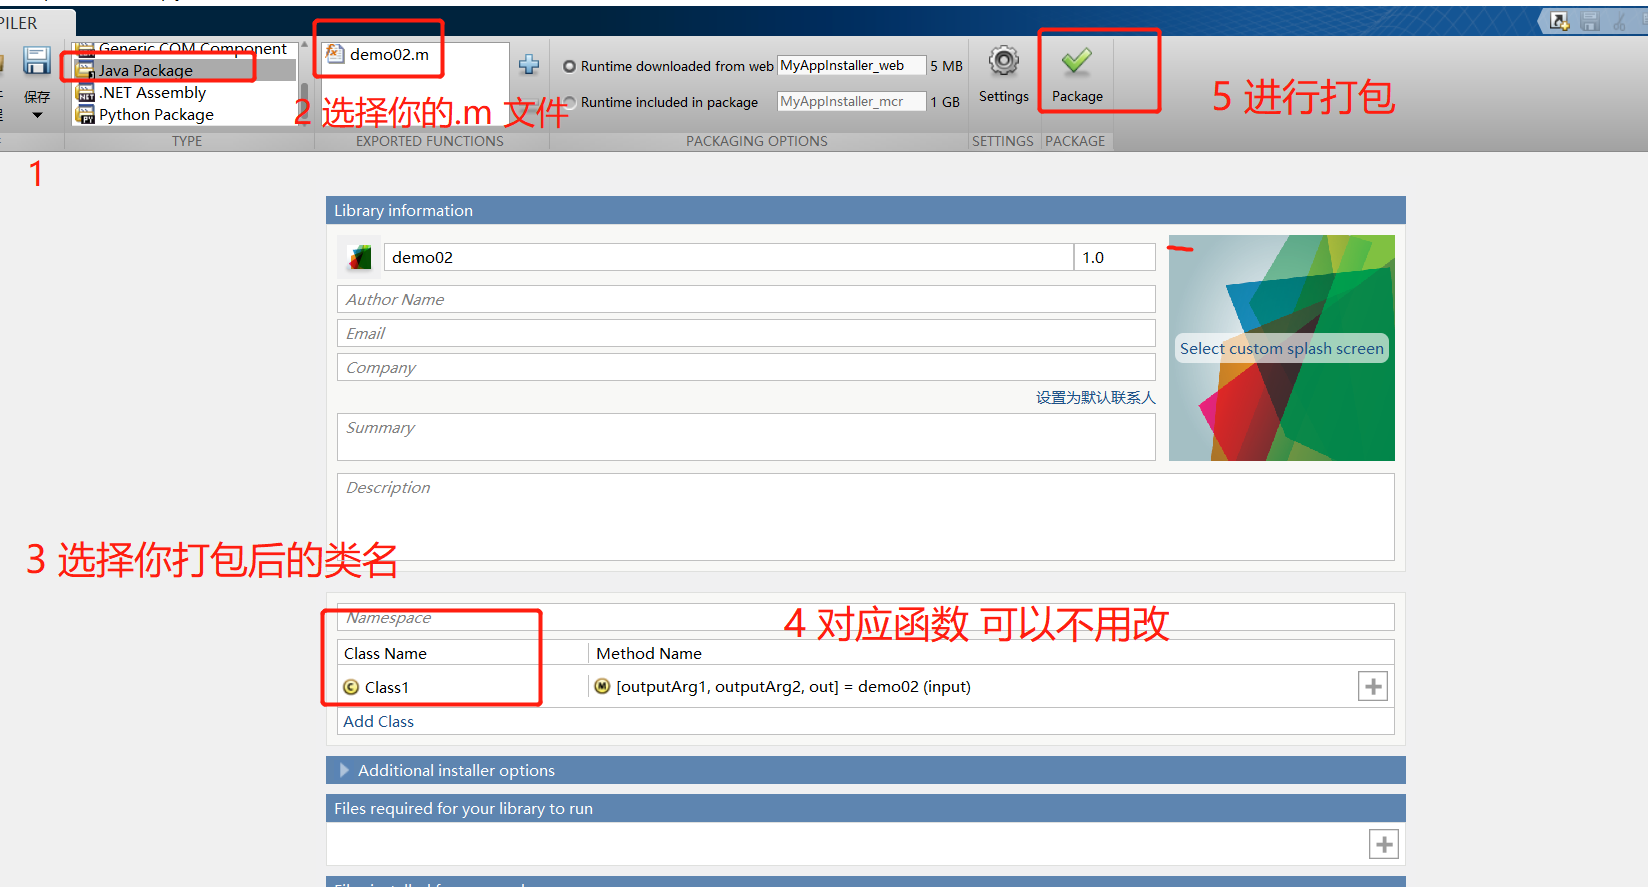 PILER
Generic COM Component
Java Package
.NET Assembly
Python Package
保存
TYPE
demo02.m
EXPORTED FUNCTIONS
Runtime downloaded from web MyAppInstaller_web 5 MB
Runtime included in package MyAppInstaller_mcr 1 GB
PACKAGING OPTIONS
Settings
SETTINGS
Package
PACKAGE
1
2 选择你的.m 文件
5 进行打包
Library information
demo02 1.0
Author Name
Email
Company
设置为默认联系人
Summary
Select custom splash screen
Description
3 选择你打包后的类名
4 对应函数 可以不用改
Namespace
Class Name Method Name
Class1 [outputArg1, outputArg2, out] = demo02 (input)
Add Class
Additional installer options
Files required for your library to run